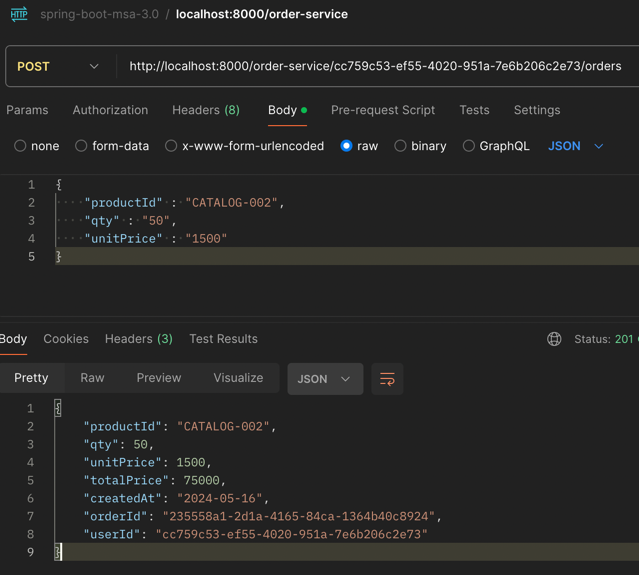 HTTP spring-boot-msa-3.0 / localhost:8000/order-service
POST http://localhost:8000/order-service/cc759c53-ef55-4020-951a-7e6b206c2e73/orders
Params Authorization Headers (8) Body Pre-request Script Tests Settings
none form-data x-www-form-urlencoded raw binary GraphQL JSON
1 {
2 ····"productId"·:·"CATALOG-002",
3 ····"qty"·:·"50",
4 ····"unitPrice"·:·"1500"
5 }
Body Cookies Headers (3) Test Results Status: 201
Pretty Raw Preview Visualize JSON
1 {
2 "productId": "CATALOG-002",
3 "qty": 50,
4 "unitPrice": 1500,
5 "totalPrice": 75000,
6 "createdAt": "2024-05-16",
7 "orderId": "235558a1-2d1a-4165-84ca-1364b40c8924",
8 "userId": "cc759c53-ef55-4020-951a-7e6b206c2e73"
9 }